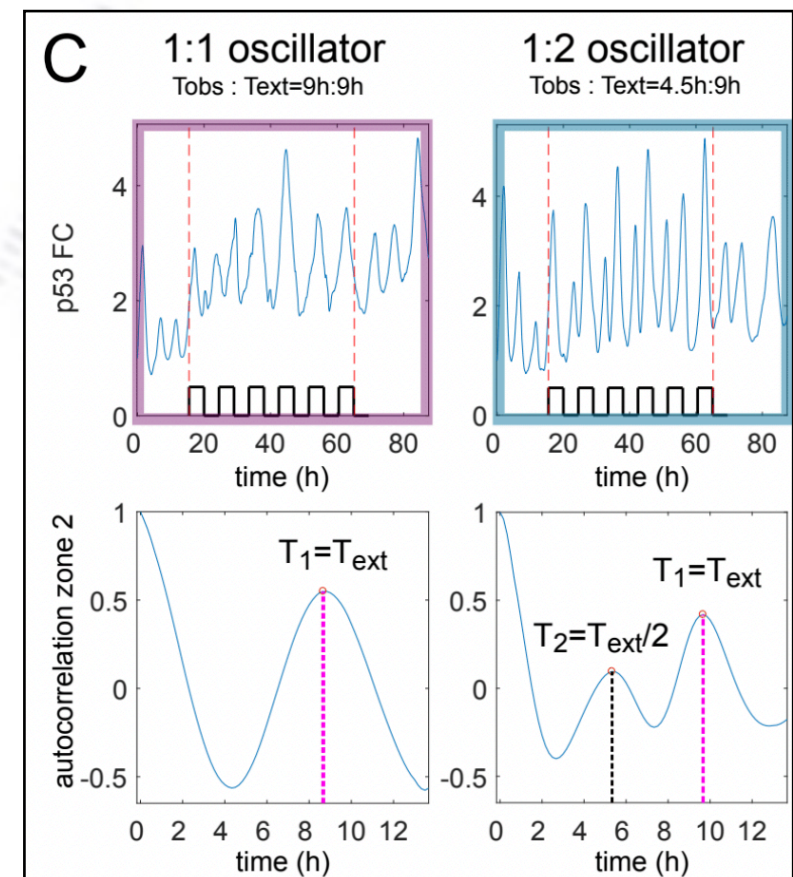 C
1:1 oscillator
Tobs : Text=9h:9h
1:2 oscillator
Tobs : Text=4.5h:9h
p53 FC
4
2
0
0 20 40 60 80
time (h)
4
2
0
0 20 40 60 80
time (h)
autocorrelation zone 2
1
0.5
0
-0.5
T1=Text
0 2 4 6 8 10 12
time (h)
1
0.5
0
-0.5
T1=Text
T2=Text/2
0 2 4 6 8 10 12
time (h)